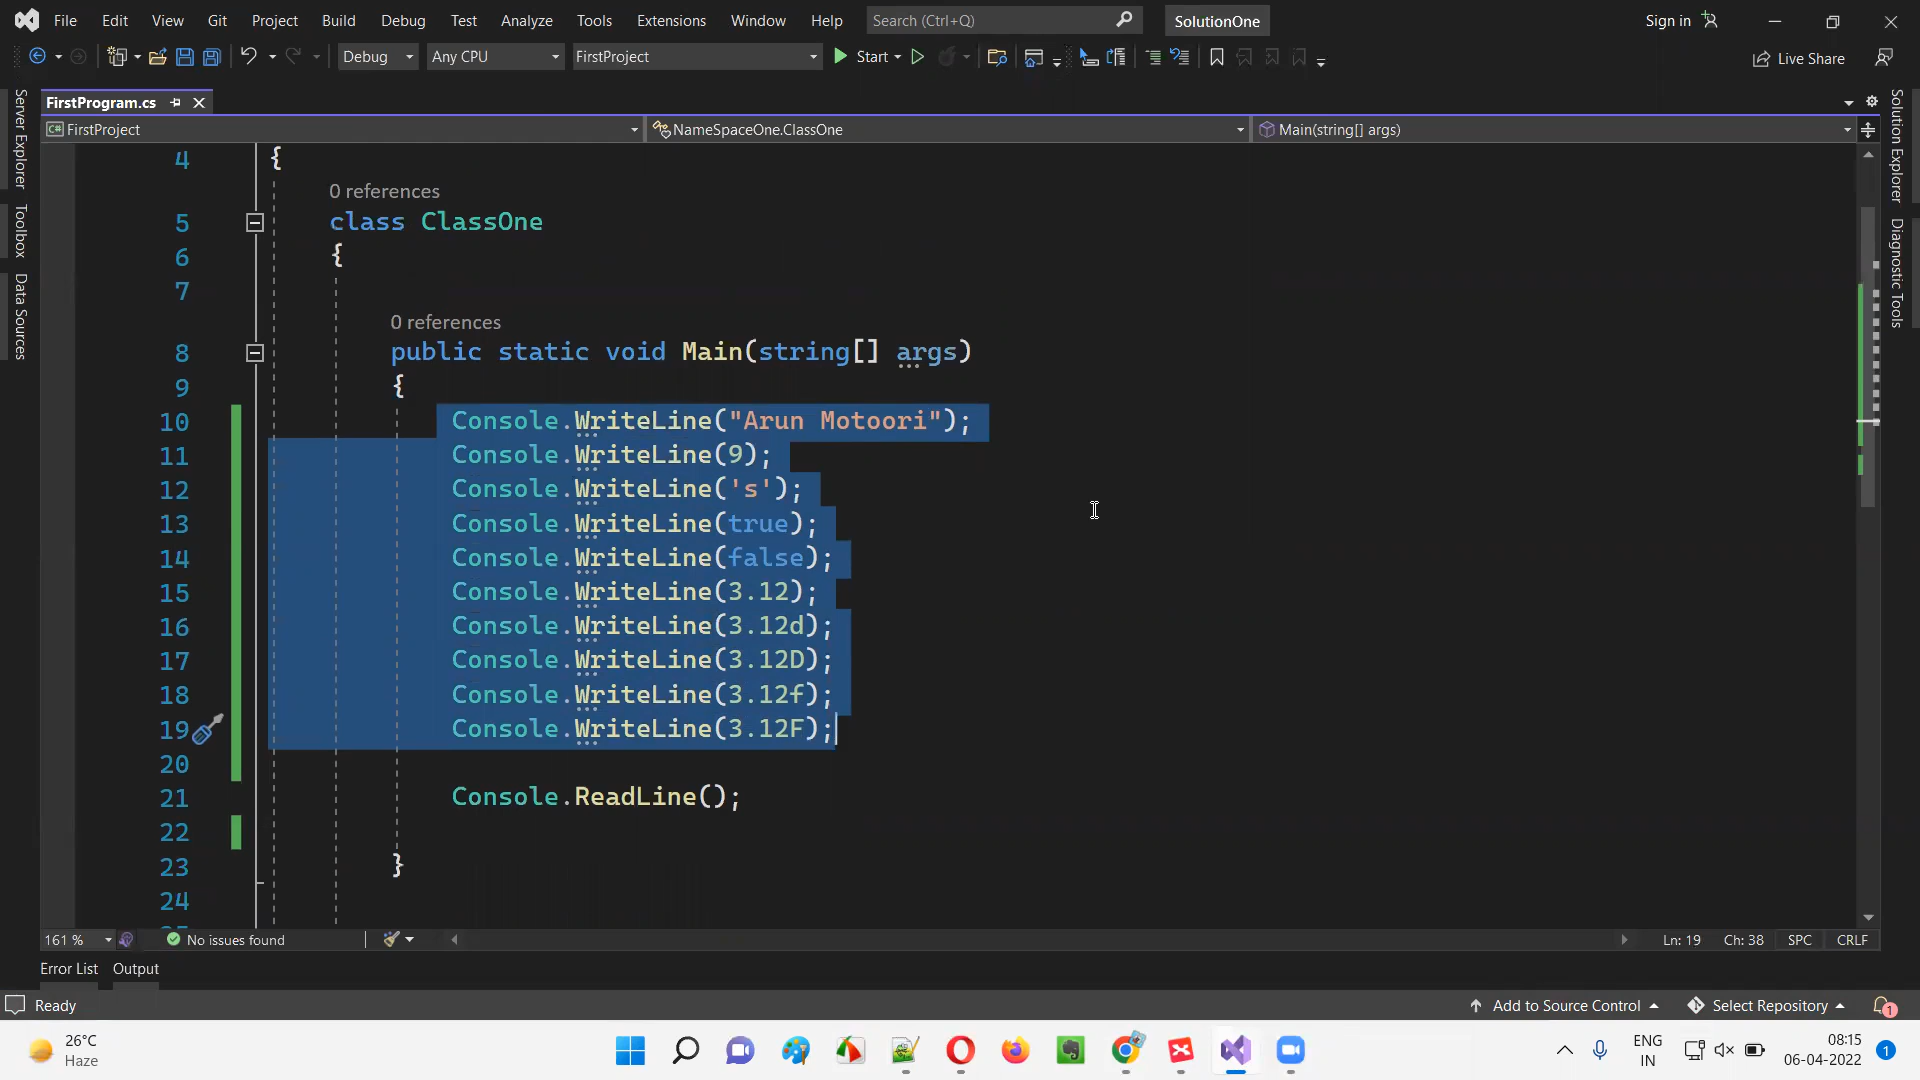 File Edit View Git Project Build Debug Test Analyze Tools Extensions Window Help Search (Ctrl+Q) SolutionOne Sign in
Debug Any CPU FirstProject Start Live Share
FirstProgram.cs
FirstProject NameSpaceOne.ClassOne Main(string[] args)
Server Explorer
Toolbox
Data Sources
Solution Explorer
Diagnostic Tools
4 {
0 references
5 class ClassOne
6 {
7
0 references
8 public static void Main(string[] args)
9 {
10 Console.WriteLine("Arun Motoori");
11 Console.WriteLine(9);
12 Console.WriteLine('s');
13 Console.WriteLine(true);
14 Console.WriteLine(false);
15 Console.WriteLine(3.12);
16 Console.WriteLine(3.12d);
17 Console.WriteLine(3.12D);
18 Console.WriteLine(3.12f);
19 Console.WriteLine(3.12F);
20
21 Console.ReadLine();
22
23 }
24
161 % No issues found Ln: 19 Ch: 38 SPC CRLF
Error List Output
Ready Add to Source Control Select Repository 1
26°C
Haze
ENG
IN
08:15
06-04-2022
1